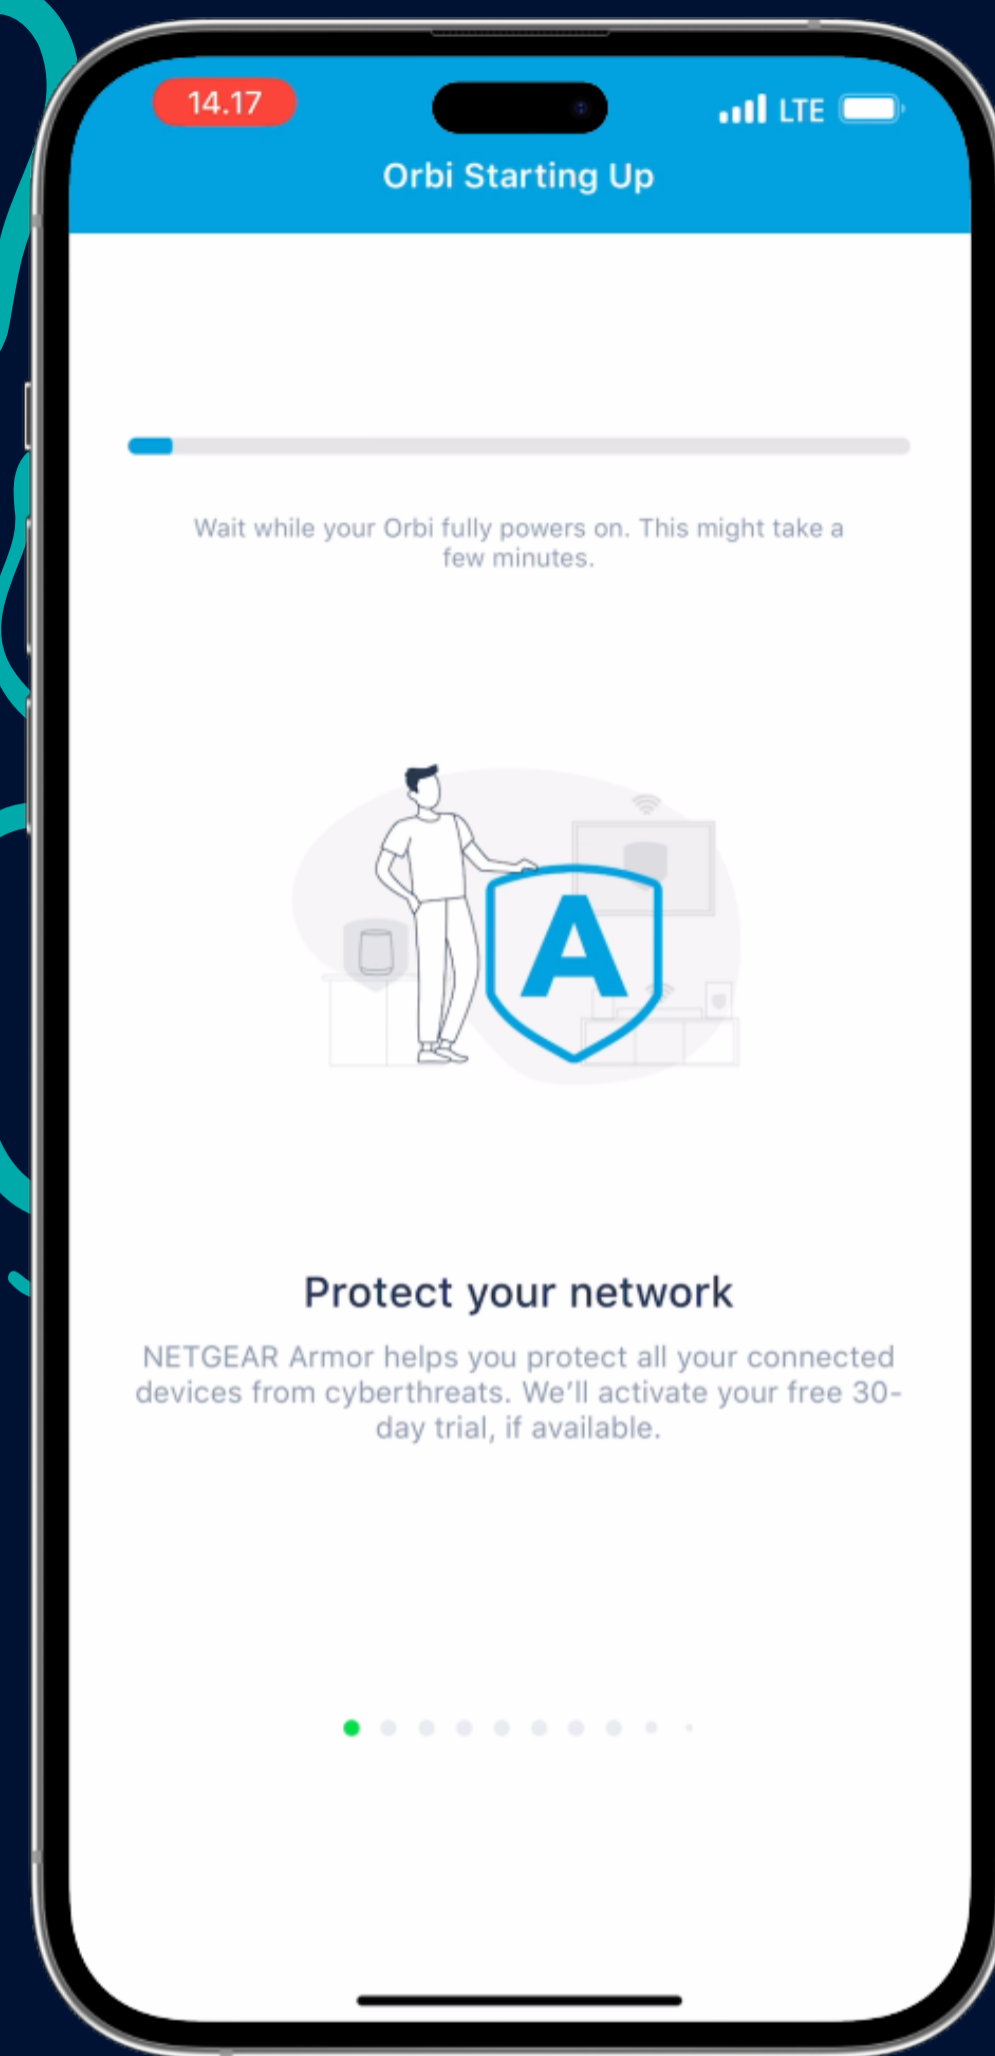 14.17
LTE
Orbi Starting Up
Wait while your Orbi fully powers on. This might take a
few minutes.
A
Protect your network
NETGEAR Armor helps you protect all your connected
devices from cyberthreats. We’ll activate your free 30-
day trial, if available.